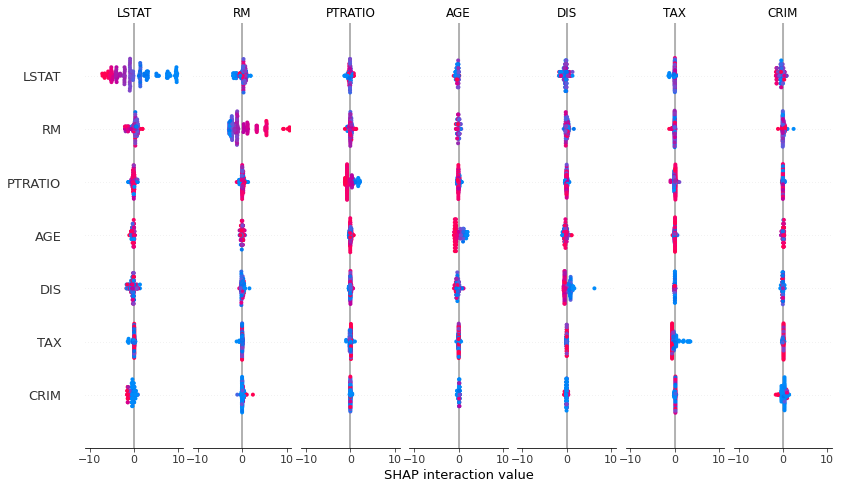 LSTAT RM PTRATIO AGE DIS TAX CRIM
LSTAT
RM
PTRATIO
AGE
DIS
TAX
CRIM
−10 0 10 −10 0 10 −10 0 10 −10 0 10 −10 0 10 −10 0 10 −10 0 10
SHAP interaction value